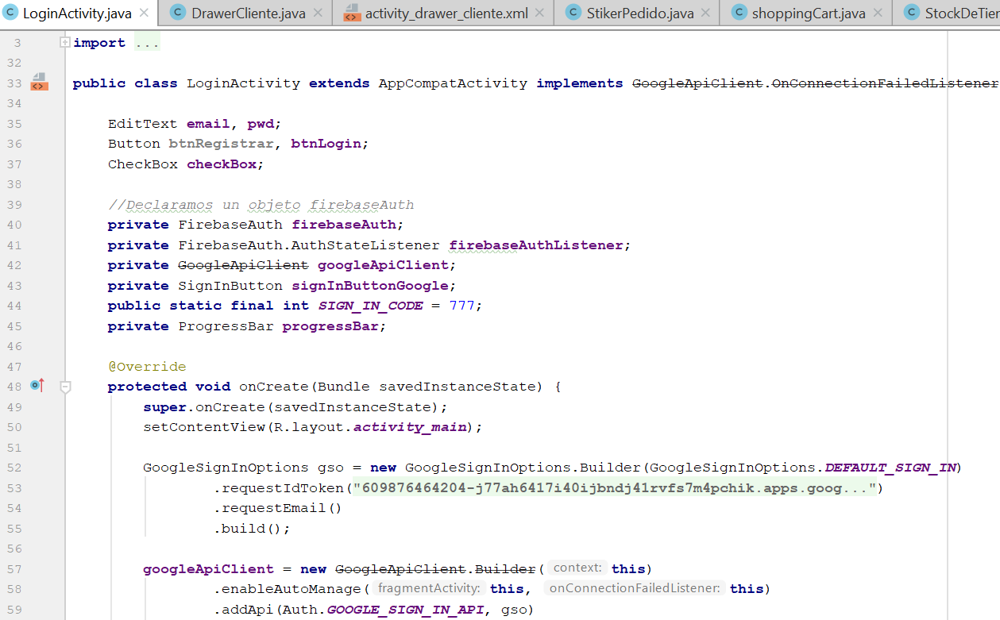 LoginActivity.java × DrawerCliente.java × activity_drawer_cliente.xml × StikerPedido.java × shoppingCart.java × StockDeTier
3 import ...
32
33 public class LoginActivity extends AppCompatActivity implements GoogleApiClient.OnConnectionFailedListener
34
35 EditText email, pwd;
36 Button btnRegistrar, btnLogin;
37 CheckBox checkBox;
38
39 //Declaramos un objeto firebaseAuth
40 private FirebaseAuth firebaseAuth;
41 private FirebaseAuth.AuthStateListener firebaseAuthListener;
42 private GoogleApiClient googleApiClient;
43 private SignInButton signInButtonGoogle;
44 public static final int SIGN_IN_CODE = 777;
45 private ProgressBar progressBar;
46
47 @Override
48 protected void onCreate(Bundle savedInstanceState) {
49 super.onCreate(savedInstanceState);
50 setContentView(R.layout.activity_main);
51
52 GoogleSignInOptions gso = new GoogleSignInOptions.Builder(GoogleSignInOptions.DEFAULT_SIGN_IN)
53 .requestIdToken("609876464204-j77ah6417i40ijbndj41rvfs7m4pchik.apps.goog...")
54 .requestEmail()
55 .build();
56
57 googleApiClient = new GoogleApiClient.Builder( context: this)
58 .enableAutoManage( fragmentActivity: this, onConnectionFailedListener: this)
59 .addApi(Auth.GOOGLE_SIGN_IN_API, gso)